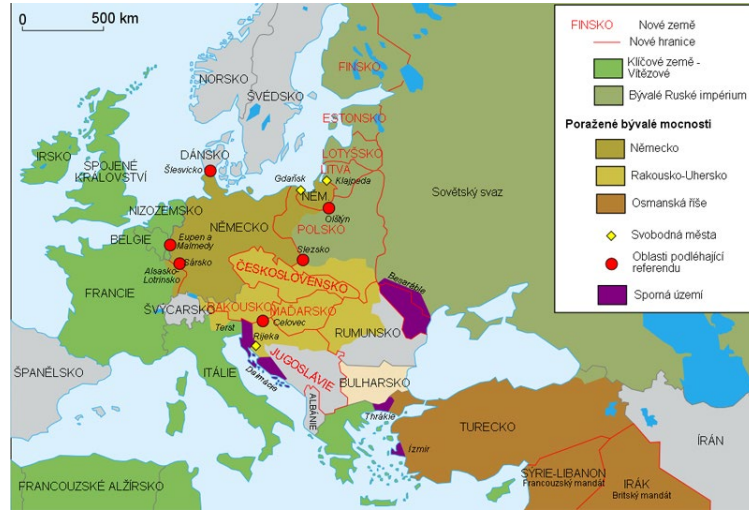 0 500 km
FINSKO Nové země
Nové hranice
Klíčové země -
Vítězové
Bývalé Ruské impérium
Poražené bývalé mocnosti
Německo
Rakousko-Uhersko
Osmanská říše
Svobodná města
Oblasti podléhající
referendu
Sporná území
NORSKO
ŠVÉDSKO
FINSKO
ESTONSKO
LOTYŠSKO
LITVA
Klajpeda
Sovětský svaz
IRSKO
SPOJENÉ
KRÁLOVSTVÍ
DÁNSKO
Šlesvicko
Gdaňsk
NĚM.
Olštýn
NIZOZEMSKO
NĚMECKO
POLSKO
BELGIE
Eupen a
Malmedy
Slezsko
Sársko
Alsasko-
Lotrinsko
ČESKOSLOVENSKO
Besarábie
FRANCIE
ŠVÝCARSKO
RAKOUSKO
MAĎARSKO
Celovec
Terst
Rijeka
RUMUNSKO
JUGOSLÁVIE
Dalmácie
ŠPANĚLSKO
ITÁLIE
BULHARSKO
ALBÁNIE
Thrákie
TURECKO
ÍRÁN
Ízmir
SYRIE-LIBANON
Francouzský mandát
IRÁK
Britský mandát
FRANCOUZSKÉ ALŽÍRSKO